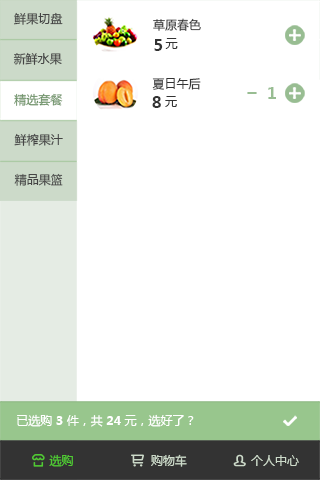 鲜果切盘
新鲜水果
精选套餐
鲜榨果汁
精品果篮
草原春色
5 元
夏日午后
8 元
1
已选购 3 件，共 24 元，选好了？
选购
购物车
个人中心